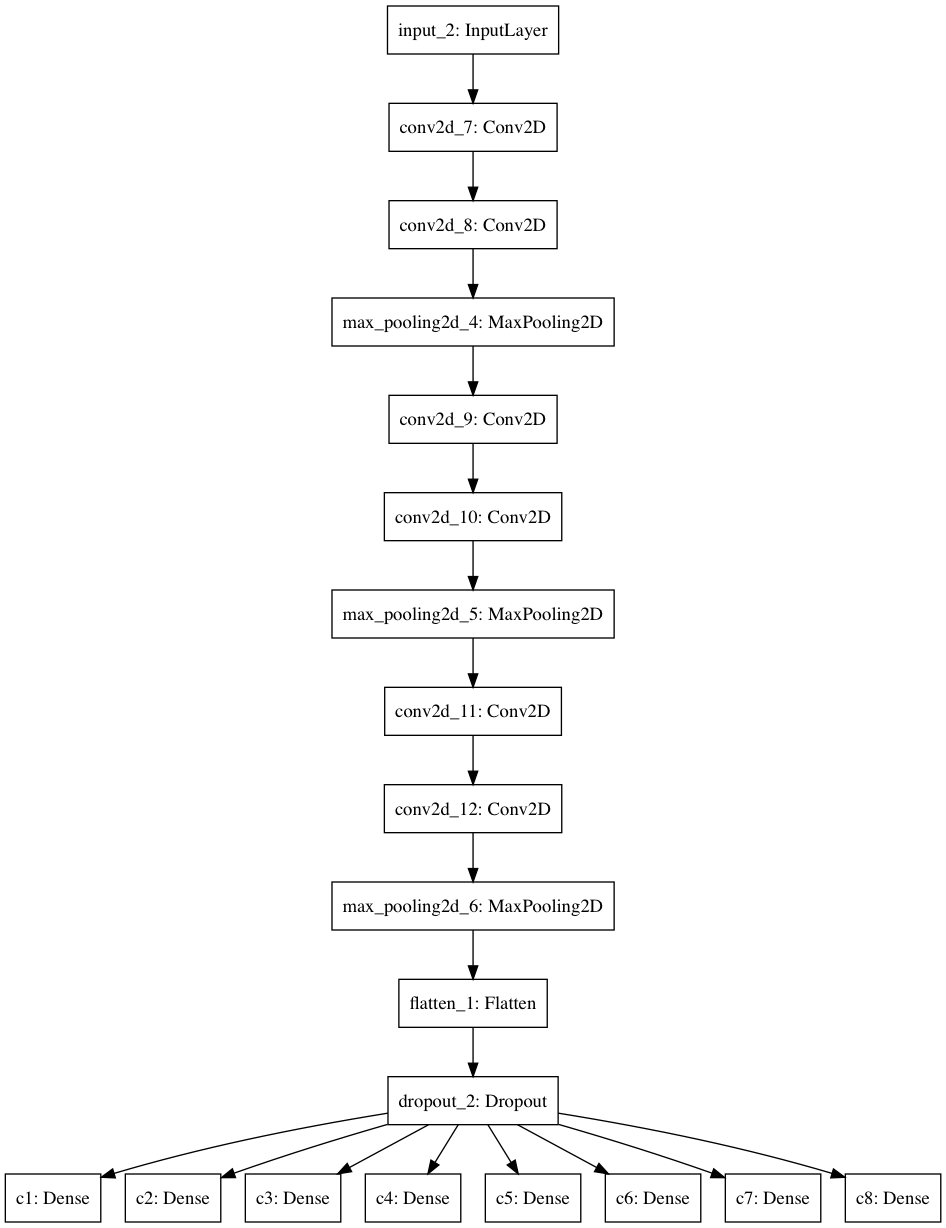 input_2: InputLayer
conv2d_7: Conv2D
conv2d_8: Conv2D
max_pooling2d_4: MaxPooling2D
conv2d_9: Conv2D
conv2d_10: Conv2D
max_pooling2d_5: MaxPooling2D
conv2d_11: Conv2D
conv2d_12: Conv2D
max_pooling2d_6: MaxPooling2D
flatten_1: Flatten
dropout_2: Dropout
c1: Dense
c2: Dense
c3: Dense
c4: Dense
c5: Dense
c6: Dense
c7: Dense
c8: Dense